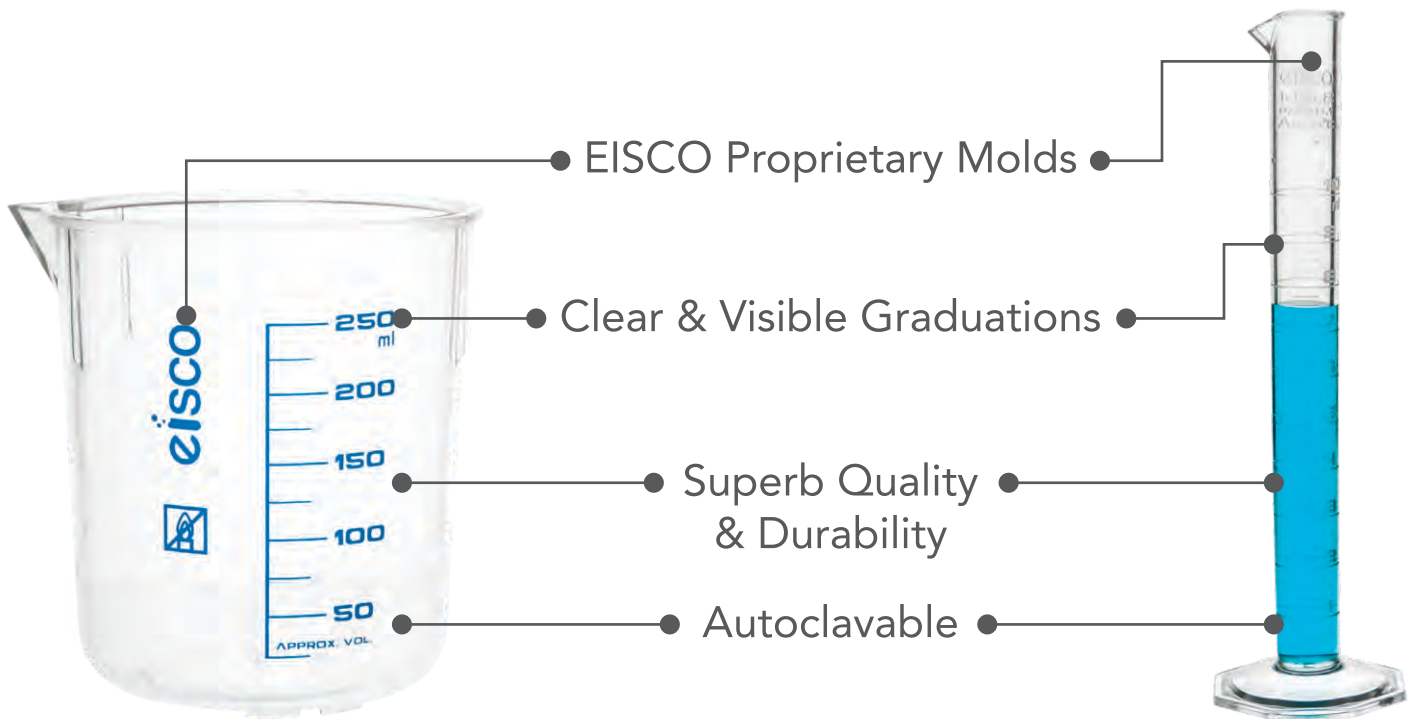 EISCO Proprietary Molds
Clear & Visible Graduations
Superb Quality
& Durability
Autoclavable
eisco
250
ml
200
150
100
50
APPROX. VOL.